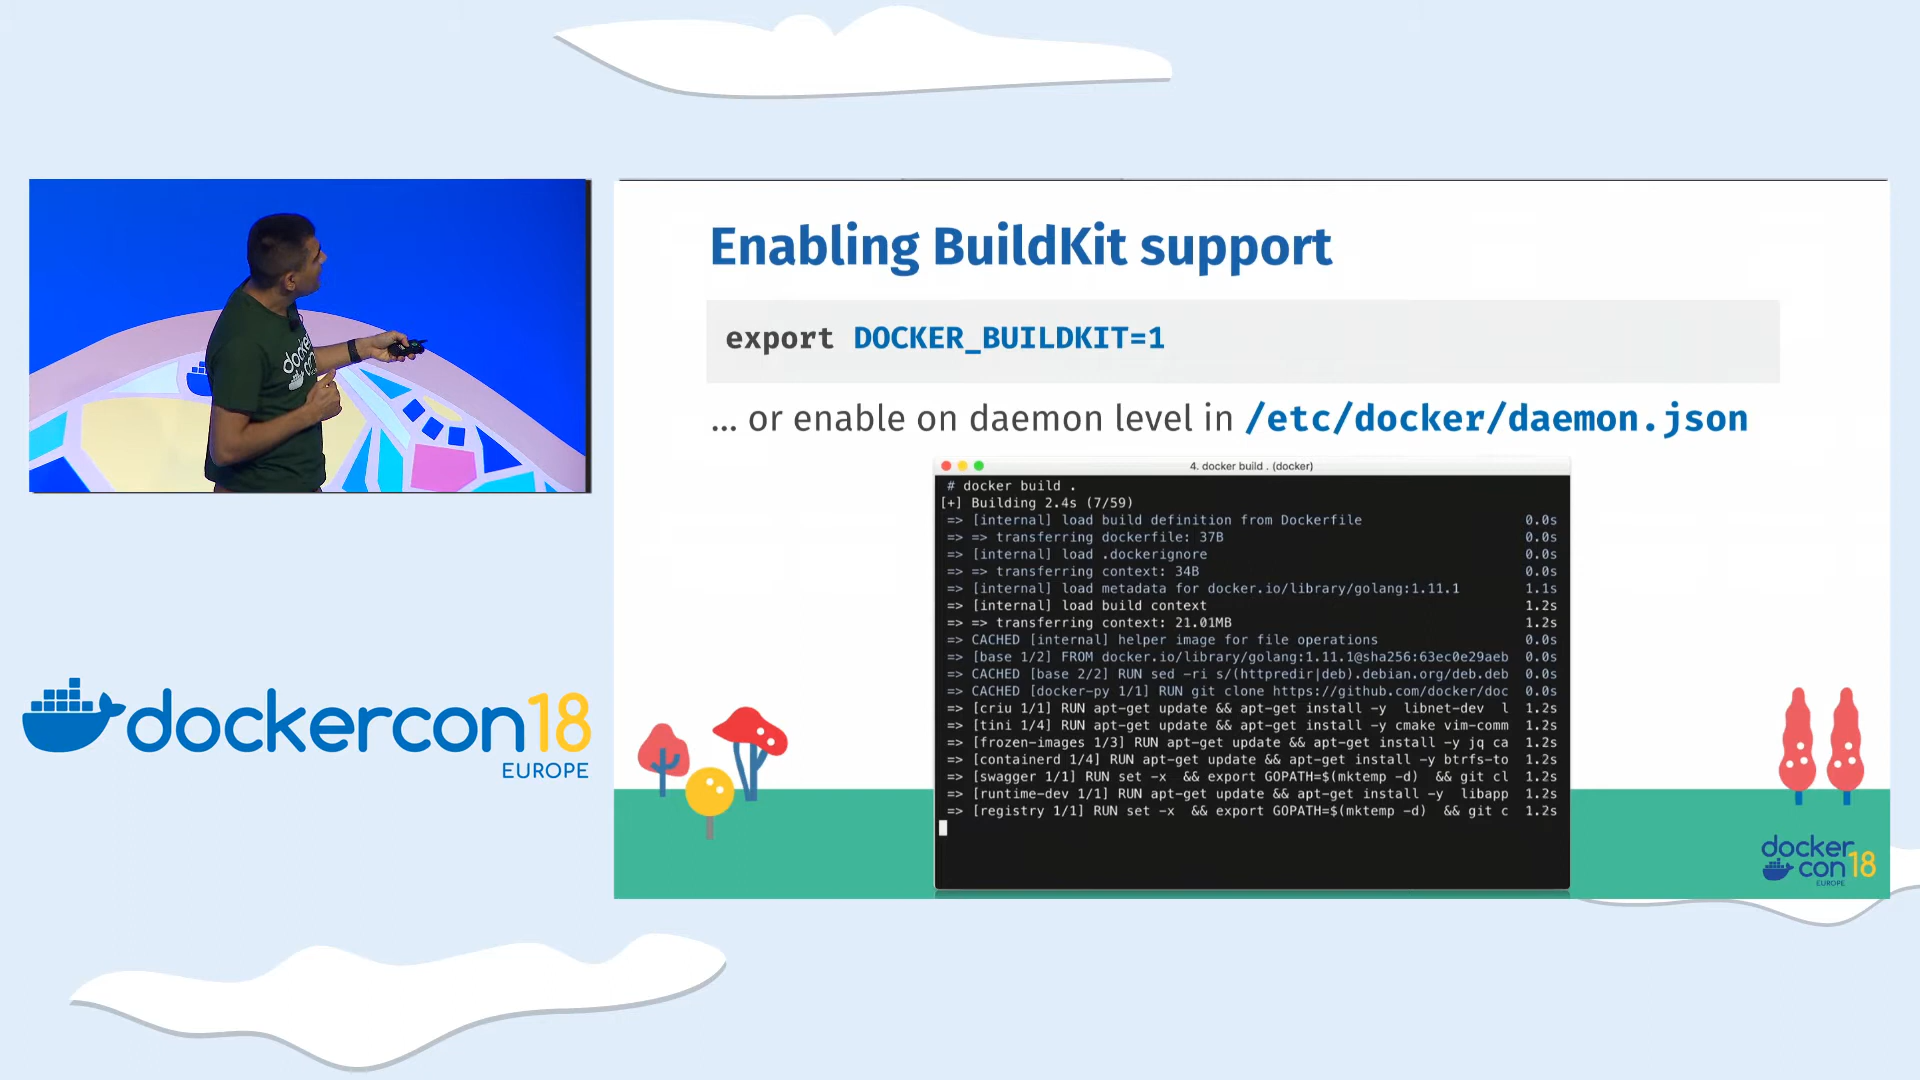 docker
con
Enabling BuildKit support
export DOCKER_BUILDKIT=1
... or enable on daemon level in /etc/docker/daemon.json
4. docker build . (docker)
# docker build .
[+] Building 2.4s (7/59)
=> [internal] load build definition from Dockerfile 0.0s
=> => transferring dockerfile: 37B 0.0s
=> [internal] load .dockerignore 0.0s
=> => transferring context: 34B 0.0s
=> [internal] load metadata for docker.io/library/golang:1.11.1 1.1s
=> [internal] load build context 1.2s
=> => transferring context: 21.01MB 1.2s
=> CACHED [internal] helper image for file operations 0.0s
=> [base 1/2] FROM docker.io/library/golang:1.11.1@sha256:63ec0e29aeb 0.0s
=> CACHED [base 2/2] RUN sed -ri s/(httpredir|deb).debian.org/deb.deb 0.0s
=> CACHED [docker-py 1/1] RUN git clone https://github.com/docker/doc 0.0s
=> [criu 1/1] RUN apt-get update && apt-get install -y  libnet-dev  l 1.2s
=> [tini 1/4] RUN apt-get update && apt-get install -y cmake vim-comm 1.2s
=> [frozen-images 1/3] RUN apt-get update && apt-get install -y jq ca 1.2s
=> [containerd 1/4] RUN apt-get update && apt-get install -y btrfs-to 1.2s
=> [swagger 1/1] RUN set -x  && export GOPATH=$(mktemp -d)  && git cl 1.2s
=> [runtime-dev 1/1] RUN apt-get update && apt-get install -y  libapp 1.2s
=> [registry 1/1] RUN set -x  && export GOPATH=$(mktemp -d)  && git c 1.2s
dockercon18
EUROPE
docker
con18
EUROPE